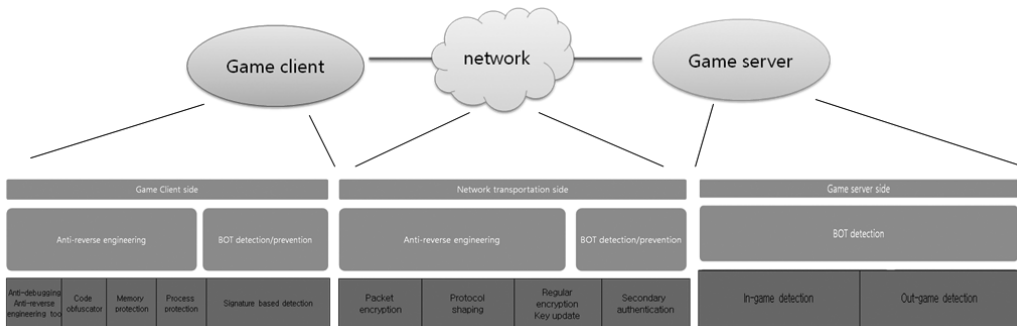 Game client
network
Game server
Game Client side
Network transportation side
Game server side
Anti-reverse engineering
BOT detection/prevention
Anti-reverse engineering
BOT detection/prevention
BOT detection
Anti-debugging
Anti-reverse
engineering too
Code
obfuscator
Memory
protection
Process
protection
Signature based detection
Packet
encryption
Protocol
shaping
Regular
encryption
Key update
Secondary
authentication
In-game detection
Out-game detection